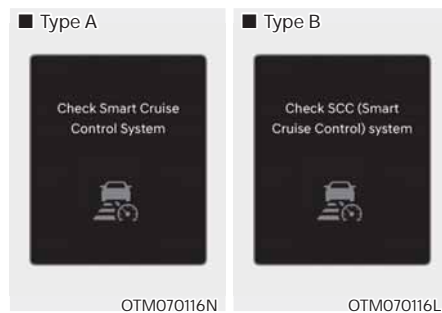 ■ Type A
Check Smart Cruise
Control System
OTM070116N
■ Type B
Check SCC (Smart
Cruise Control) system
OTM070116L